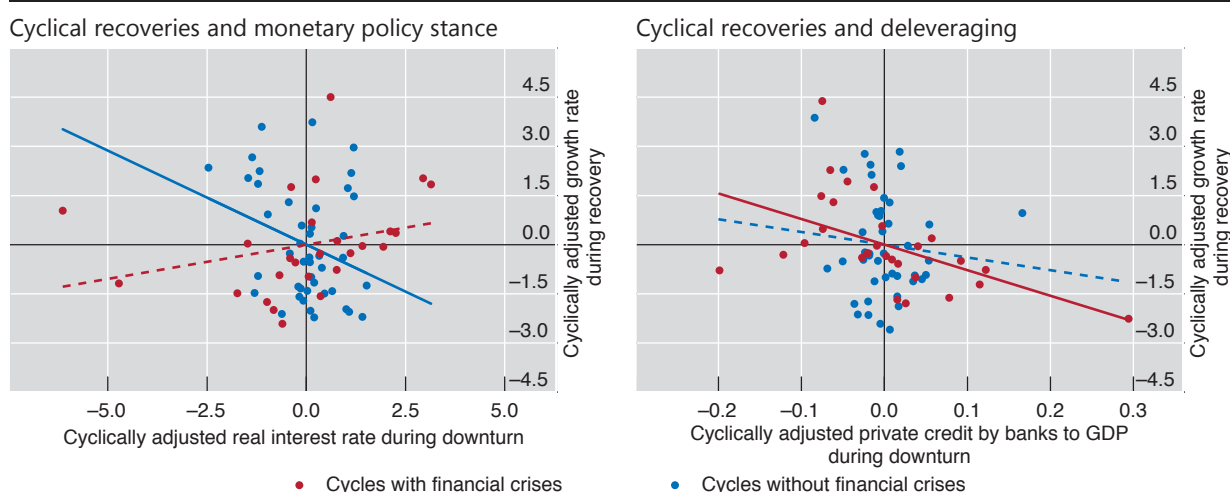 Cyclical recoveries and monetary policy stance
4.5
3.0
1.5
0.0
–1.5
–3.0
–4.5
Cyclically adjusted growth rate
during recovery
–5.0
–2.5
0.0
2.5
5.0
Cyclically adjusted real interest rate during downturn
Cyclical recoveries and deleveraging
4.5
3.0
1.5
0.0
–1.5
–3.0
–4.5
Cyclically adjusted growth rate
during recovery
–0.2
–0.1
0.0
0.1
0.2
0.3
Cyclically adjusted private credit by banks to GDP
during downturn
Cycles with financial crises
Cycles without financial crises